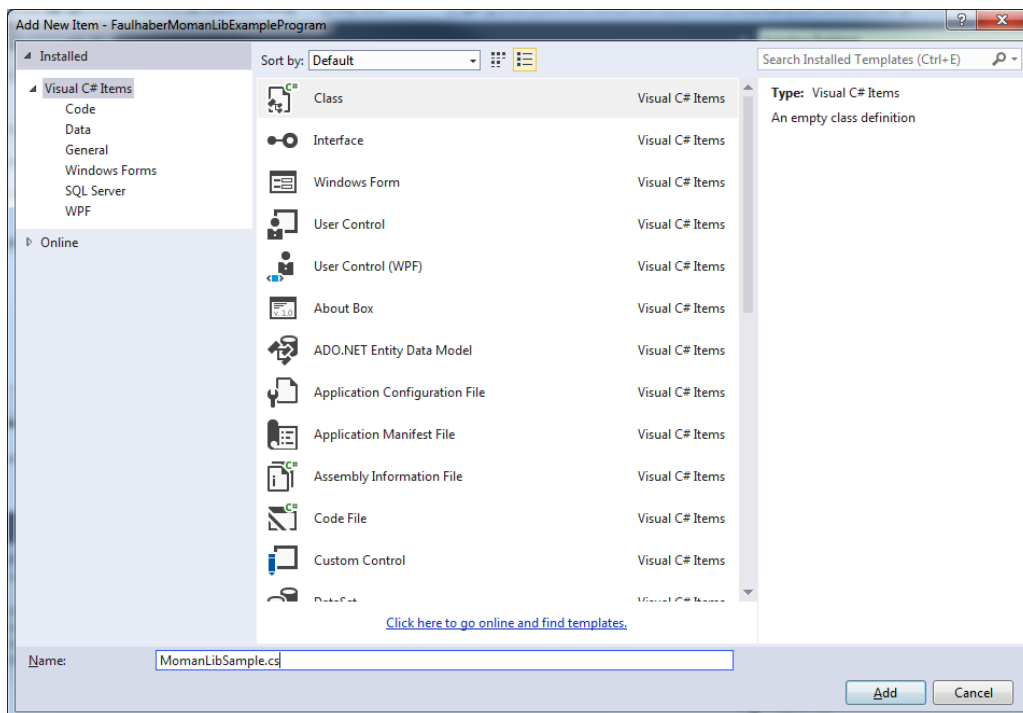 Add New Item - FaulhaberMomanLibExampleProgram
Installed
Sort by: Default
Search Installed Templates (Ctrl+E)
Visual C# Items
Code
Data
General
Windows Forms
SQL Server
WPF
Online
Class Visual C# Items
Interface Visual C# Items
Windows Form Visual C# Items
User Control Visual C# Items
User Control (WPF) Visual C# Items
About Box Visual C# Items
ADO.NET Entity Data Model Visual C# Items
Application Configuration File Visual C# Items
Application Manifest File Visual C# Items
Assembly Information File Visual C# Items
Code File Visual C# Items
Custom Control Visual C# Items
DataSet Visual C# Items
Click here to go online and find templates.
Type: Visual C# Items
An empty class definition
Name: MomanLibSample.cs
Add Cancel